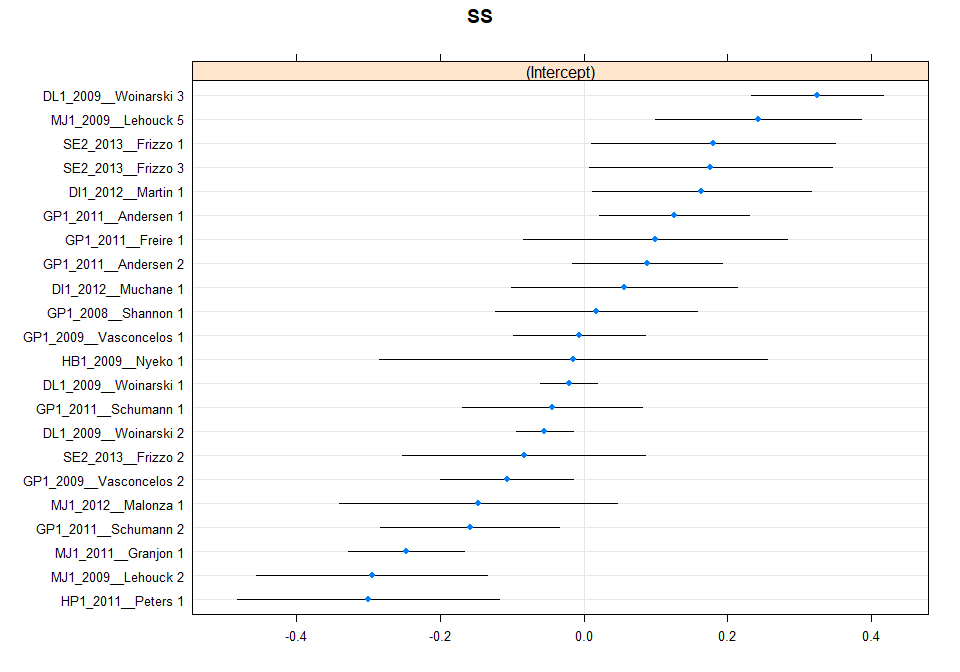 SS
(Intercept)
DL1_2009__Woinarski 3
MJ1_2009__Lehouck 5
SE2_2013__Frizzo 1
SE2_2013__Frizzo 3
DI1_2012__Martin 1
GP1_2011__Andersen 1
GP1_2011__Freire 1
GP1_2011__Andersen 2
DI1_2012__Muchane 1
GP1_2008__Shannon 1
GP1_2009__Vasconcelos 1
HB1_2009__Nyeko 1
DL1_2009__Woinarski 1
GP1_2011__Schumann 1
DL1_2009__Woinarski 2
SE2_2013__Frizzo 2
GP1_2009__Vasconcelos 2
MJ1_2012__Malonza 1
GP1_2011__Schumann 2
MJ1_2011__Granjon 1
MJ1_2009__Lehouck 2
HP1_2011__Peters 1
-0.4 -0.2 0.0 0.2 0.4